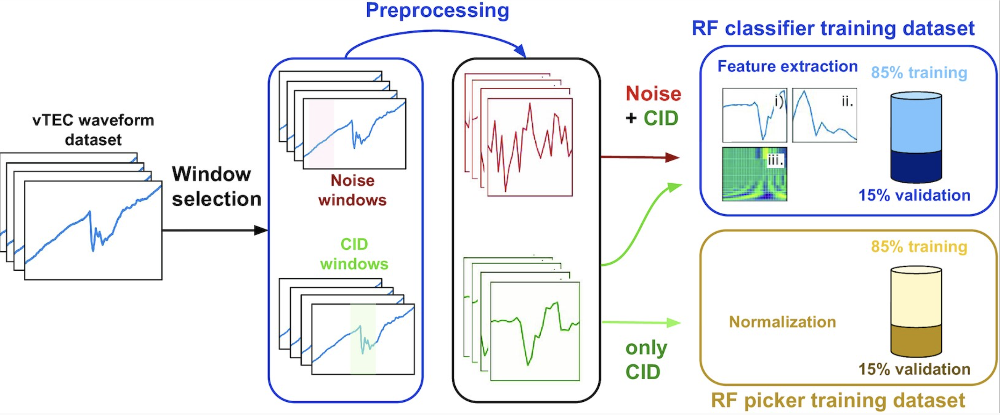 Preprocessing
RF classifier training dataset
Feature extraction
85% training
i)
ii.
iii.
15% validation
Noise
+ CID
vTEC waveform
dataset
Window
selection
Noise
windows
CID
windows
only
CID
85% training
Normalization
15% validation
RF picker training dataset